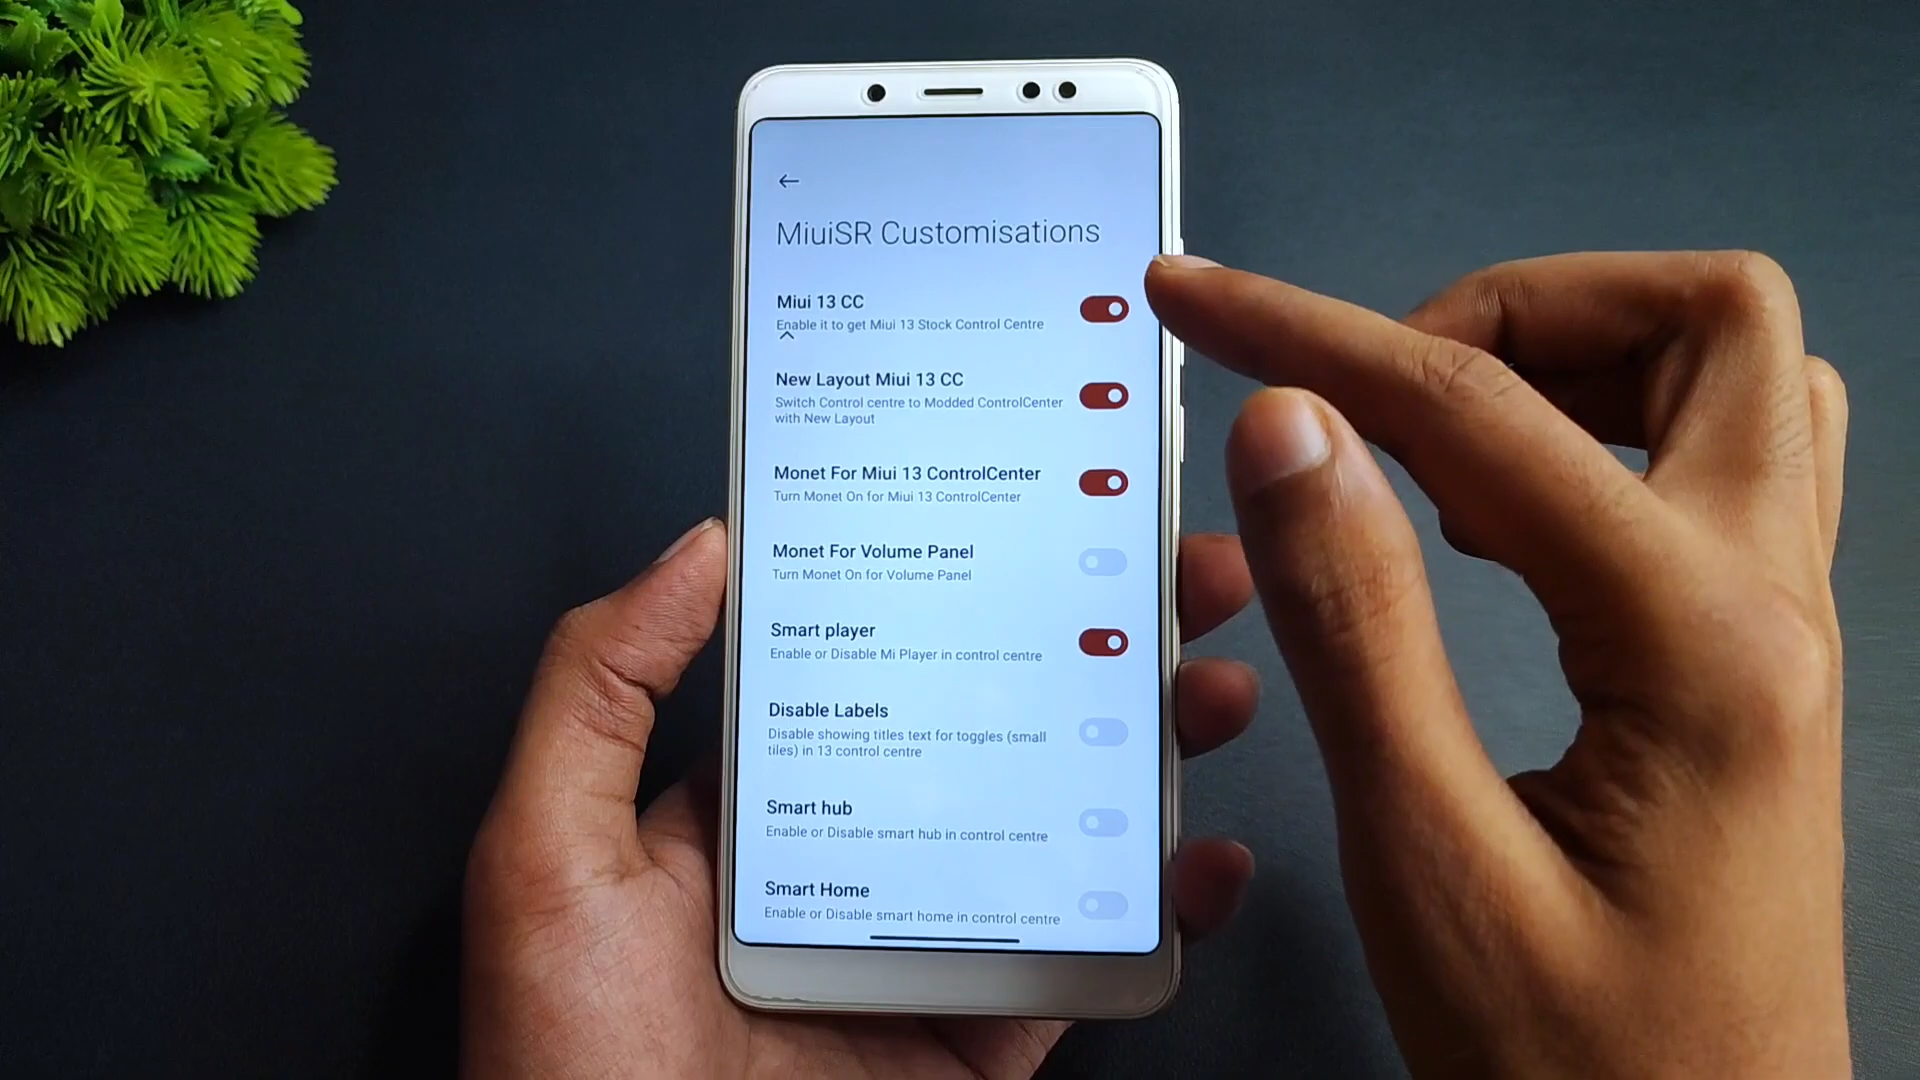 MiuiSR Customisations
Miui 13 CC
Enable it to get Miui 13 Stock Control Centre
New Layout Miui 13 CC
Switch Control centre to Modded ControlCenter
with New Layout
Monet For Miui 13 ControlCenter
Turn Monet On for Miui 13 ControlCenter
Monet For Volume Panel
Turn Monet On for Volume Panel
Smart player
Enable or Disable Mi Player in control centre
Disable Labels
Disable showing titles text for toggles (small
tiles) in 13 control centre
Smart hub
Enable or Disable smart hub in control centre
Smart Home
Enable or Disable smart home in control centre